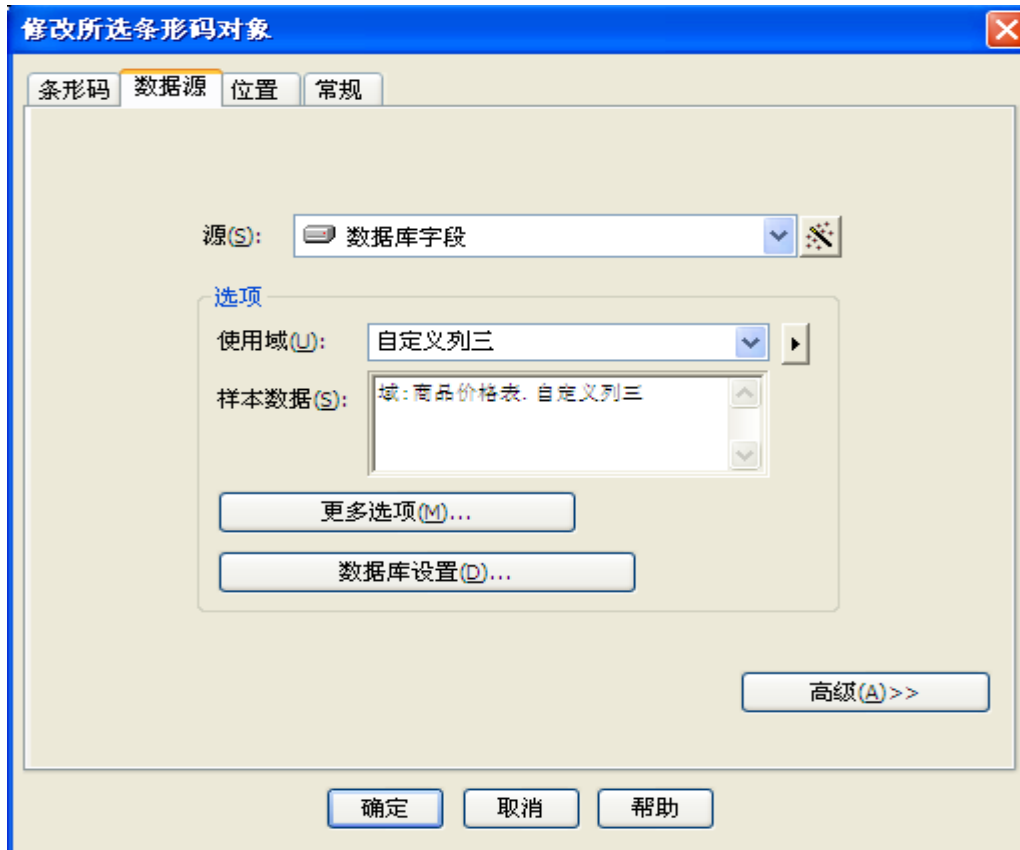 修改所选条形码对象
条形码 数据源 位置 常规
源(S): 数据库字段
选项
使用域(U): 自定义列三
样本数据(S): 域:商品价格表.自定义列三
更多选项(M)...
数据库设置(D)...
高级(A)>>
确定 取消 帮助